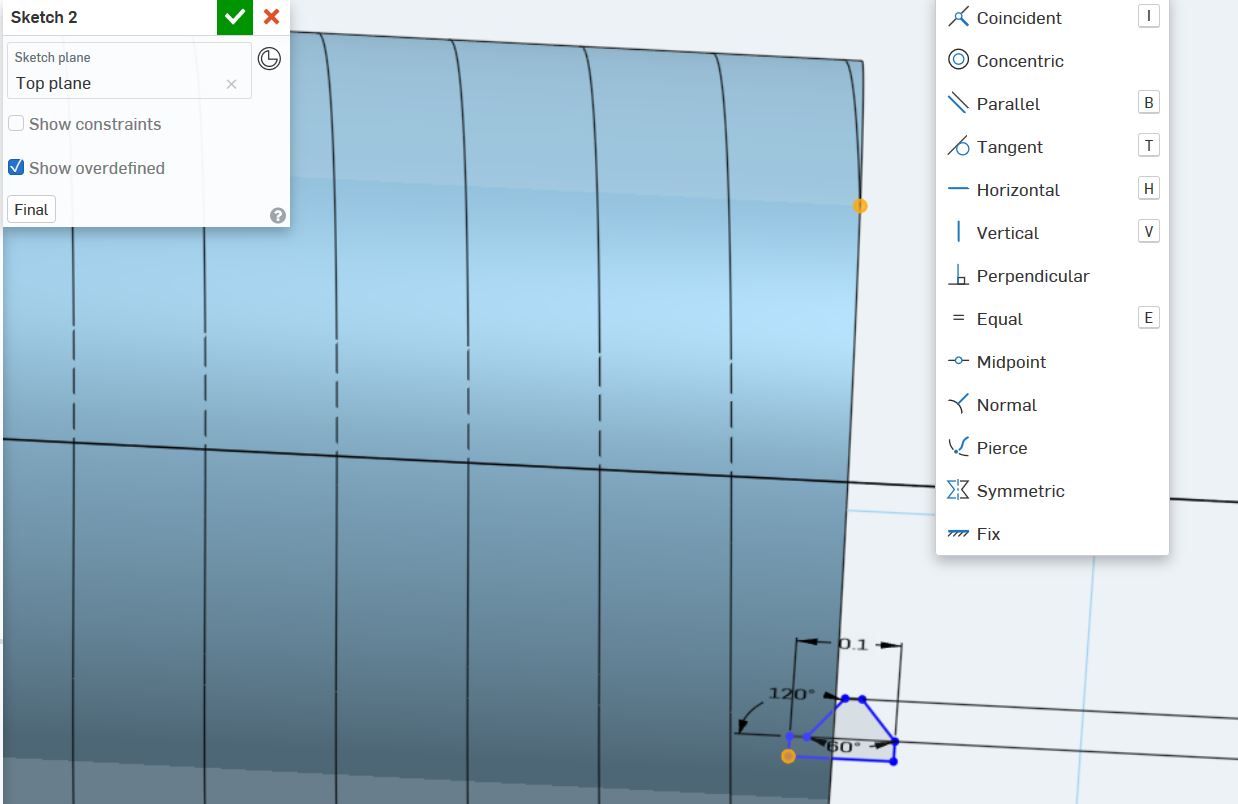 Sketch 2
Sketch plane
Top plane
Show constraints
Show overdefined
Final
?
Coincident I
Concentric
Parallel B
Tangent T
Horizontal H
Vertical V
Perpendicular
Equal E
Midpoint
Normal
Pierce
Symmetric
Fix
0.1
120°
60°